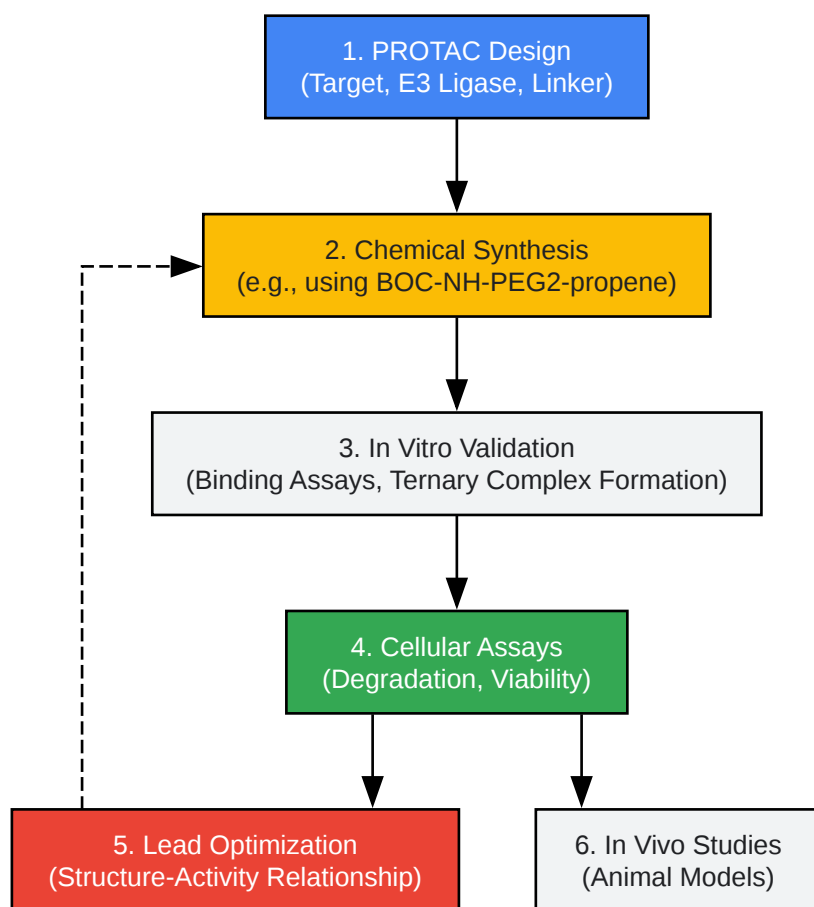 1. PROTAC Design
(Target, E3 Ligase, Linker)
2. Chemical Synthesis
(e.g., using BOC-NH-PEG2-propene)
3. In Vitro Validation
(Binding Assays, Ternary Complex Formation)
4. Cellular Assays
(Degradation, Viability)
5. Lead Optimization
(Structure-Activity Relationship)
6. In Vivo Studies
(Animal Models)